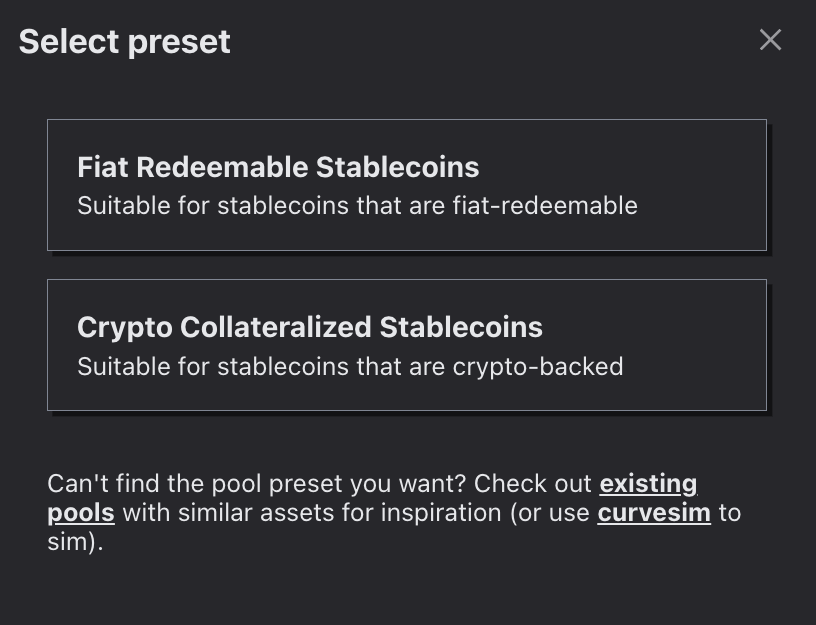 Select preset
Fiat Redeemable Stablecoins
Suitable for stablecoins that are fiat-redeemable
Crypto Collateralized Stablecoins
Suitable for stablecoins that are crypto-backed
Can't find the pool preset you want? Check out existing
pools with similar assets for inspiration (or use curvesim to
sim).